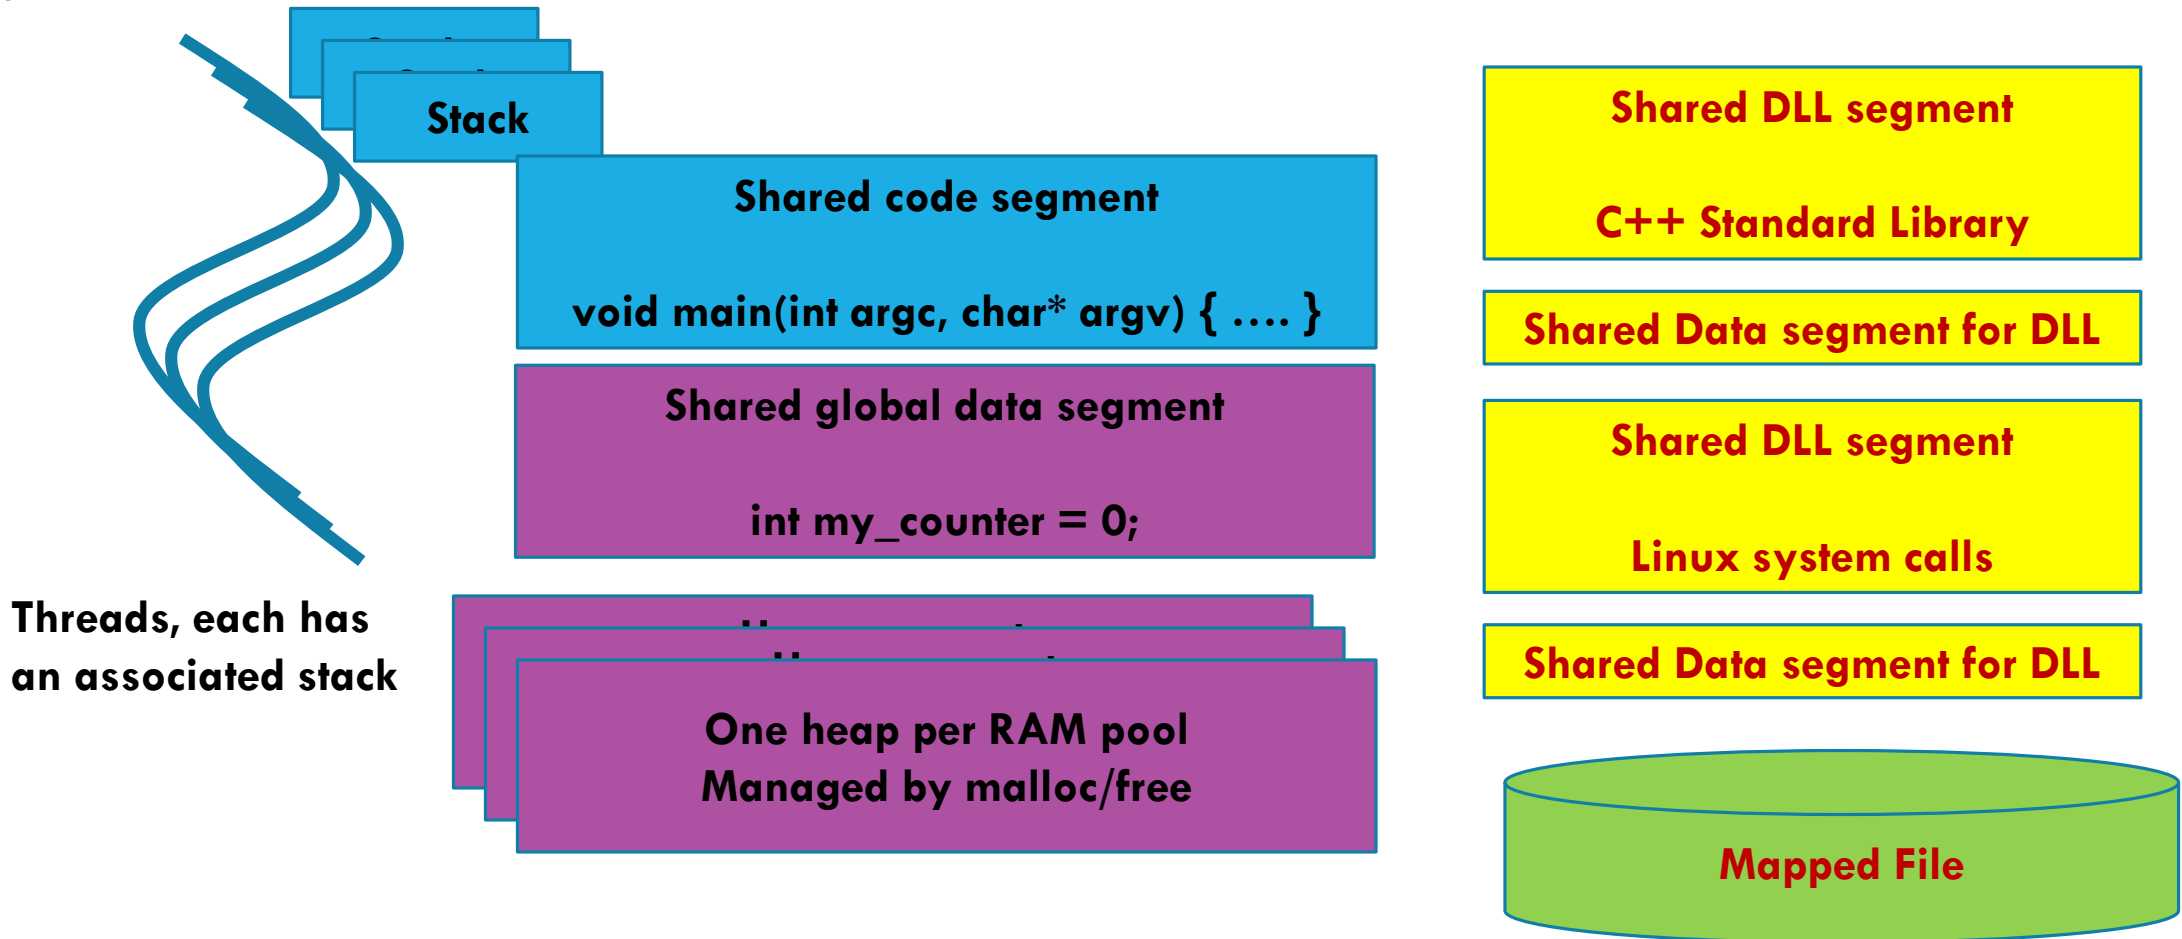 Stack
Shared code segment
void main(int argc, char* argv) { .... }
Shared global data segment
int my_counter = 0;
One heap per RAM pool
Managed by malloc/free
Threads, each has
an associated stack
Shared DLL segment
C++ Standard Library
Shared Data segment for DLL
Shared DLL segment
Linux system calls
Shared Data segment for DLL
Mapped File